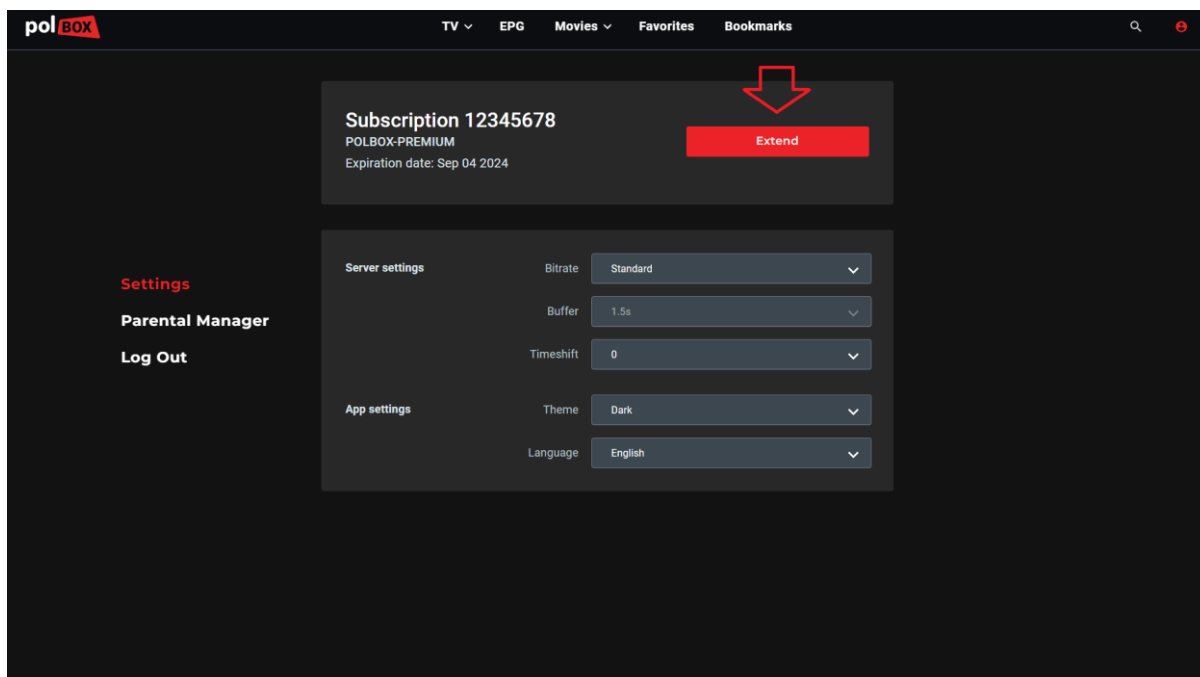 pol BOX
TV EPG Movies Favorites Bookmarks
Subscription 12345678
POLBOX-PREMIUM
Expiration date: Sep 04 2024
Extend
Settings
Parental Manager
Log Out
Server settings
Bitrate Standard
Buffer 1.5s
Timeshift 0
App settings
Theme Dark
Language English